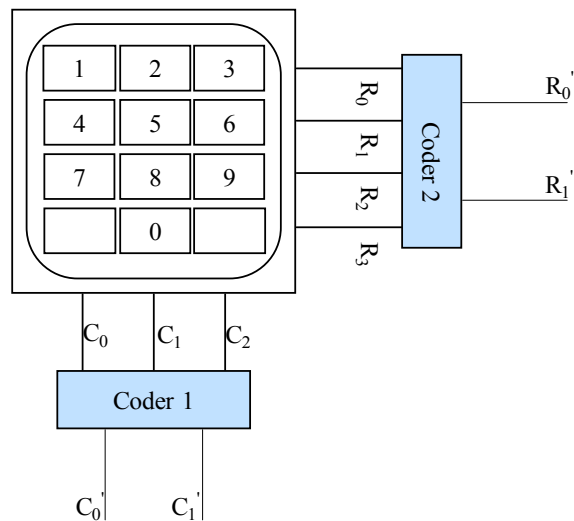 1 2 3
4 5 6
7 8 9
0
R₀
R₁
R₂
R₃
Coder 2
R₀'
R₁'
C₀ C₁ C₂
Coder 1
C₀' C₁'